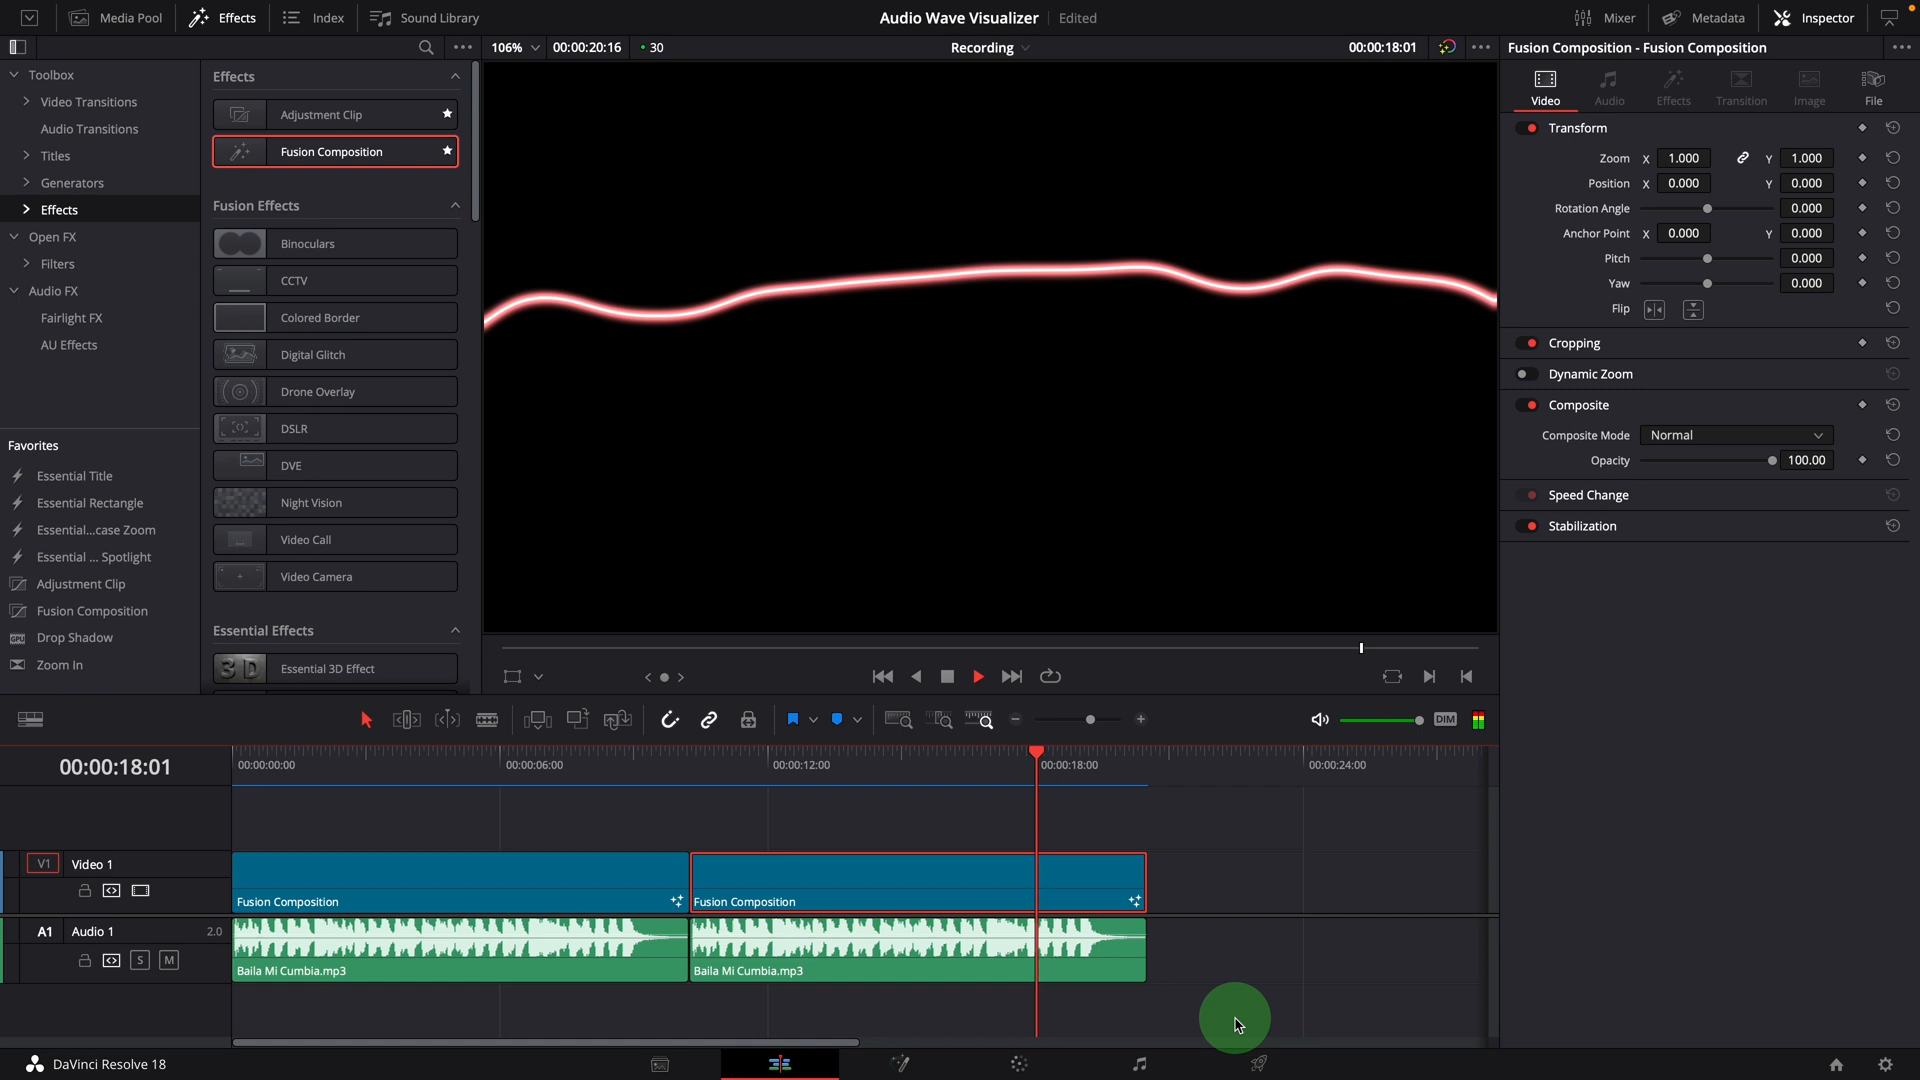 Media Pool
Effects
Index
Sound Library
Audio Wave Visualizer
Edited
Mixer
Metadata
Inspector
106%
00:00:20:16
30
Recording
00:00:18:01
Fusion Composition - Fusion Composition
Toolbox
Video Transitions
Audio Transitions
Titles
Generators
Effects
Open FX
Filters
Audio FX
Fairlight FX
AU Effects
Favorites
Essential Title
Essential Rectangle
Essential...case Zoom
Essential ... Spotlight
Adjustment Clip
Fusion Composition
Drop Shadow
Zoom In
Effects
Adjustment Clip
Fusion Composition
Fusion Effects
Binoculars
CCTV
Colored Border
Digital Glitch
Drone Overlay
DSLR
DVE
Night Vision
Video Call
Video Camera
Essential Effects
3D
Essential 3D Effect
Video
Audio
Effects
Transition
Image
File
Transform
Zoom X 1.000 Y 1.000
Position X 0.000 Y 0.000
Rotation Angle 0.000
Anchor Point X 0.000 Y 0.000
Pitch 0.000
Yaw 0.000
Flip
Cropping
Dynamic Zoom
Composite
Composite Mode Normal
Opacity 100.00
Speed Change
Stabilization
DIM
00:00:18:01
00:00:00:00
00:00:06:00
00:00:12:00
00:00:18:00
00:00:24:00
V1 Video 1
Fusion Composition
Fusion Composition
A1 Audio 1 2.0
S M
Baila Mi Cumbia.mp3
Baila Mi Cumbia.mp3
DaVinci Resolve 18